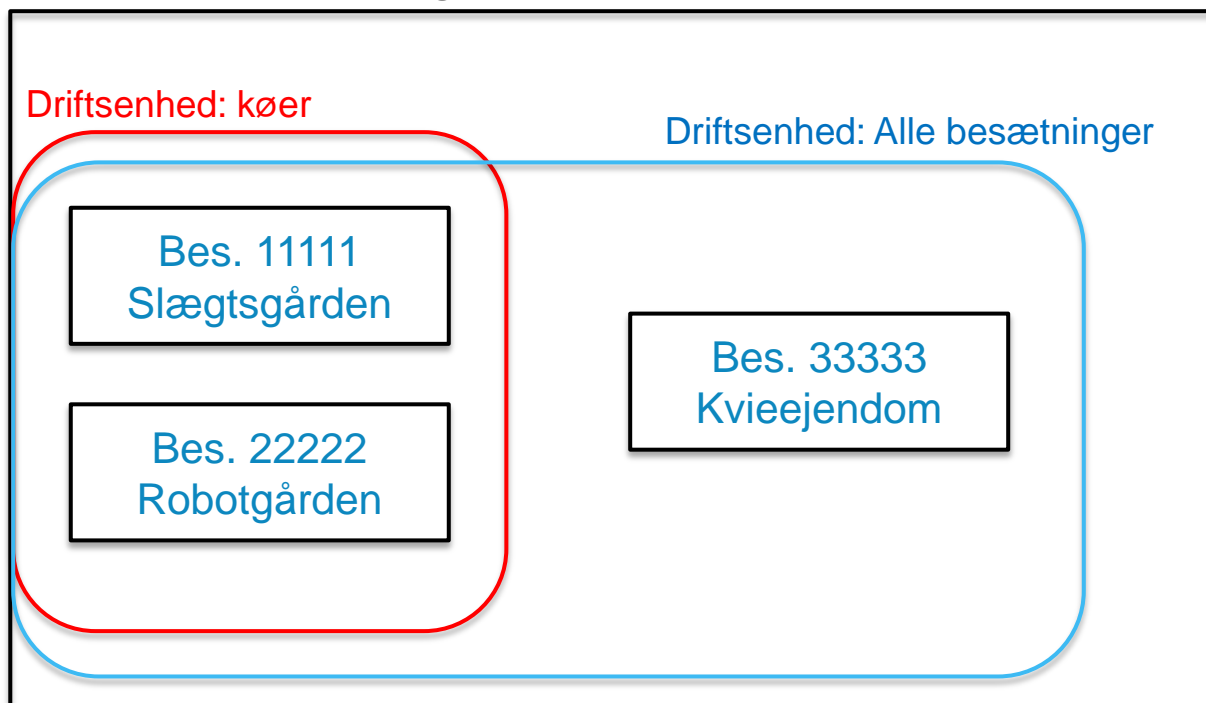 Driftsenhed: køer
Driftsenhed: Alle besætninger
Bes. 11111
Slægtsgården
Bes. 33333
Kvieejendom
Bes. 22222
Robotgården